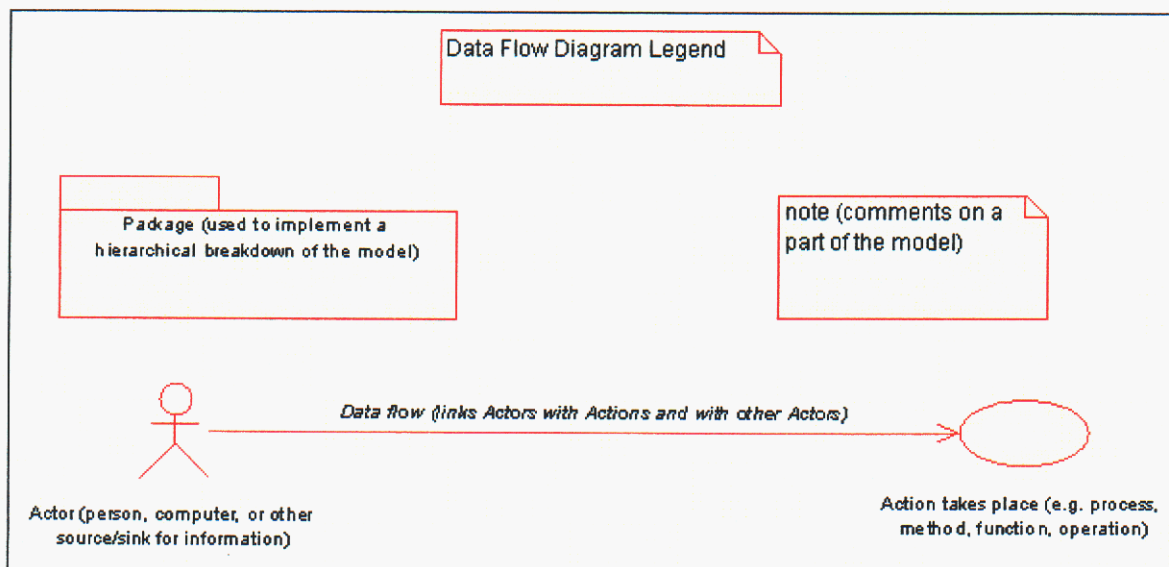 Data Flow Diagram Legend
Package (used to implement a
hierarchical breakdown of the model)
note (comments on a
part of the model)
Data flow (links Actors with Actions and with other Actors)
Actor (person, computer, or other
source/sink for information)
Action takes place (e.g. process,
method, function, operation)